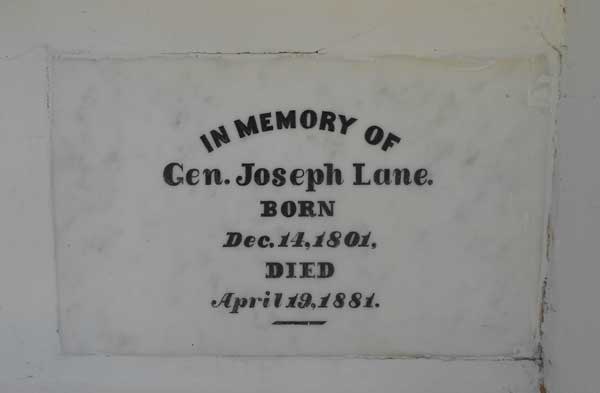 IN MEMORY OF
Gen. Joseph Lane.
BORN
Dec. 14, 1801,
DIED
April 19, 1881.